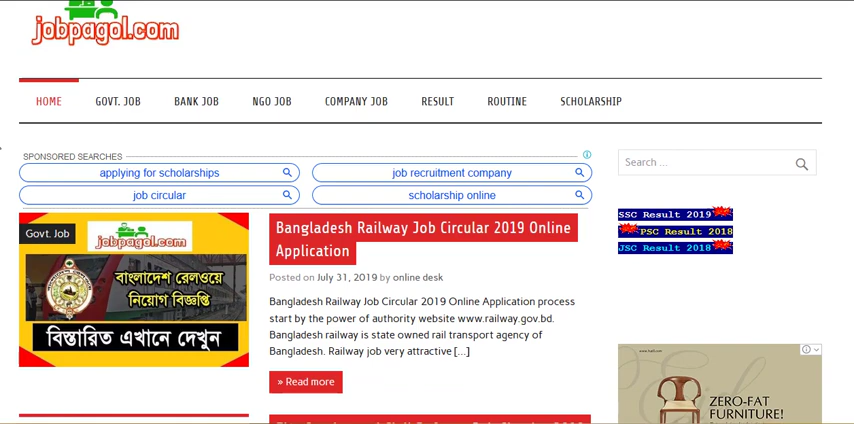 jobpagol.com
HOME GOVT. JOB BANK JOB NGO JOB COMPANY JOB RESULT ROUTINE SCHOLARSHIP
SPONSORED SEARCHES
applying for scholarships
job recruitment company
job circular
scholarship online
Govt. Job
jobpagol.com
বাংলাদেশ রেলওয়ে
নিয়োগ বিজ্ঞপ্তি
বিস্তারিত এখানে দেখুন
Bangladesh Railway Job Circular 2019 Online
Application
Posted on July 31, 2019 by online desk
Bangladesh Railway Job Circular 2019 Online Application process
start by the power of authority website www.railway.gov.bd.
Bangladesh railway is state owned rail transport agency of
Bangladesh. Railway job very attractive [...]
» Read more
Search …
SSC Result 2019
PSC Result 2018
JSC Result 2018
ZERO-FAT
FURNITURE!